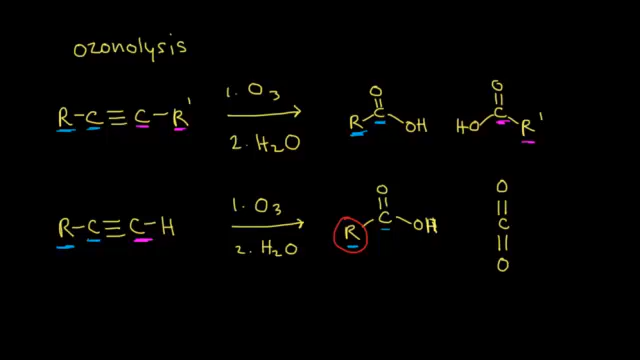 ozonolysis
R-C≡C-R' 1. O₃ 2. H₂O R C O OH HO C O R'
R-C≡C-H 1. O₃ 2. H₂O R C O OH O C O